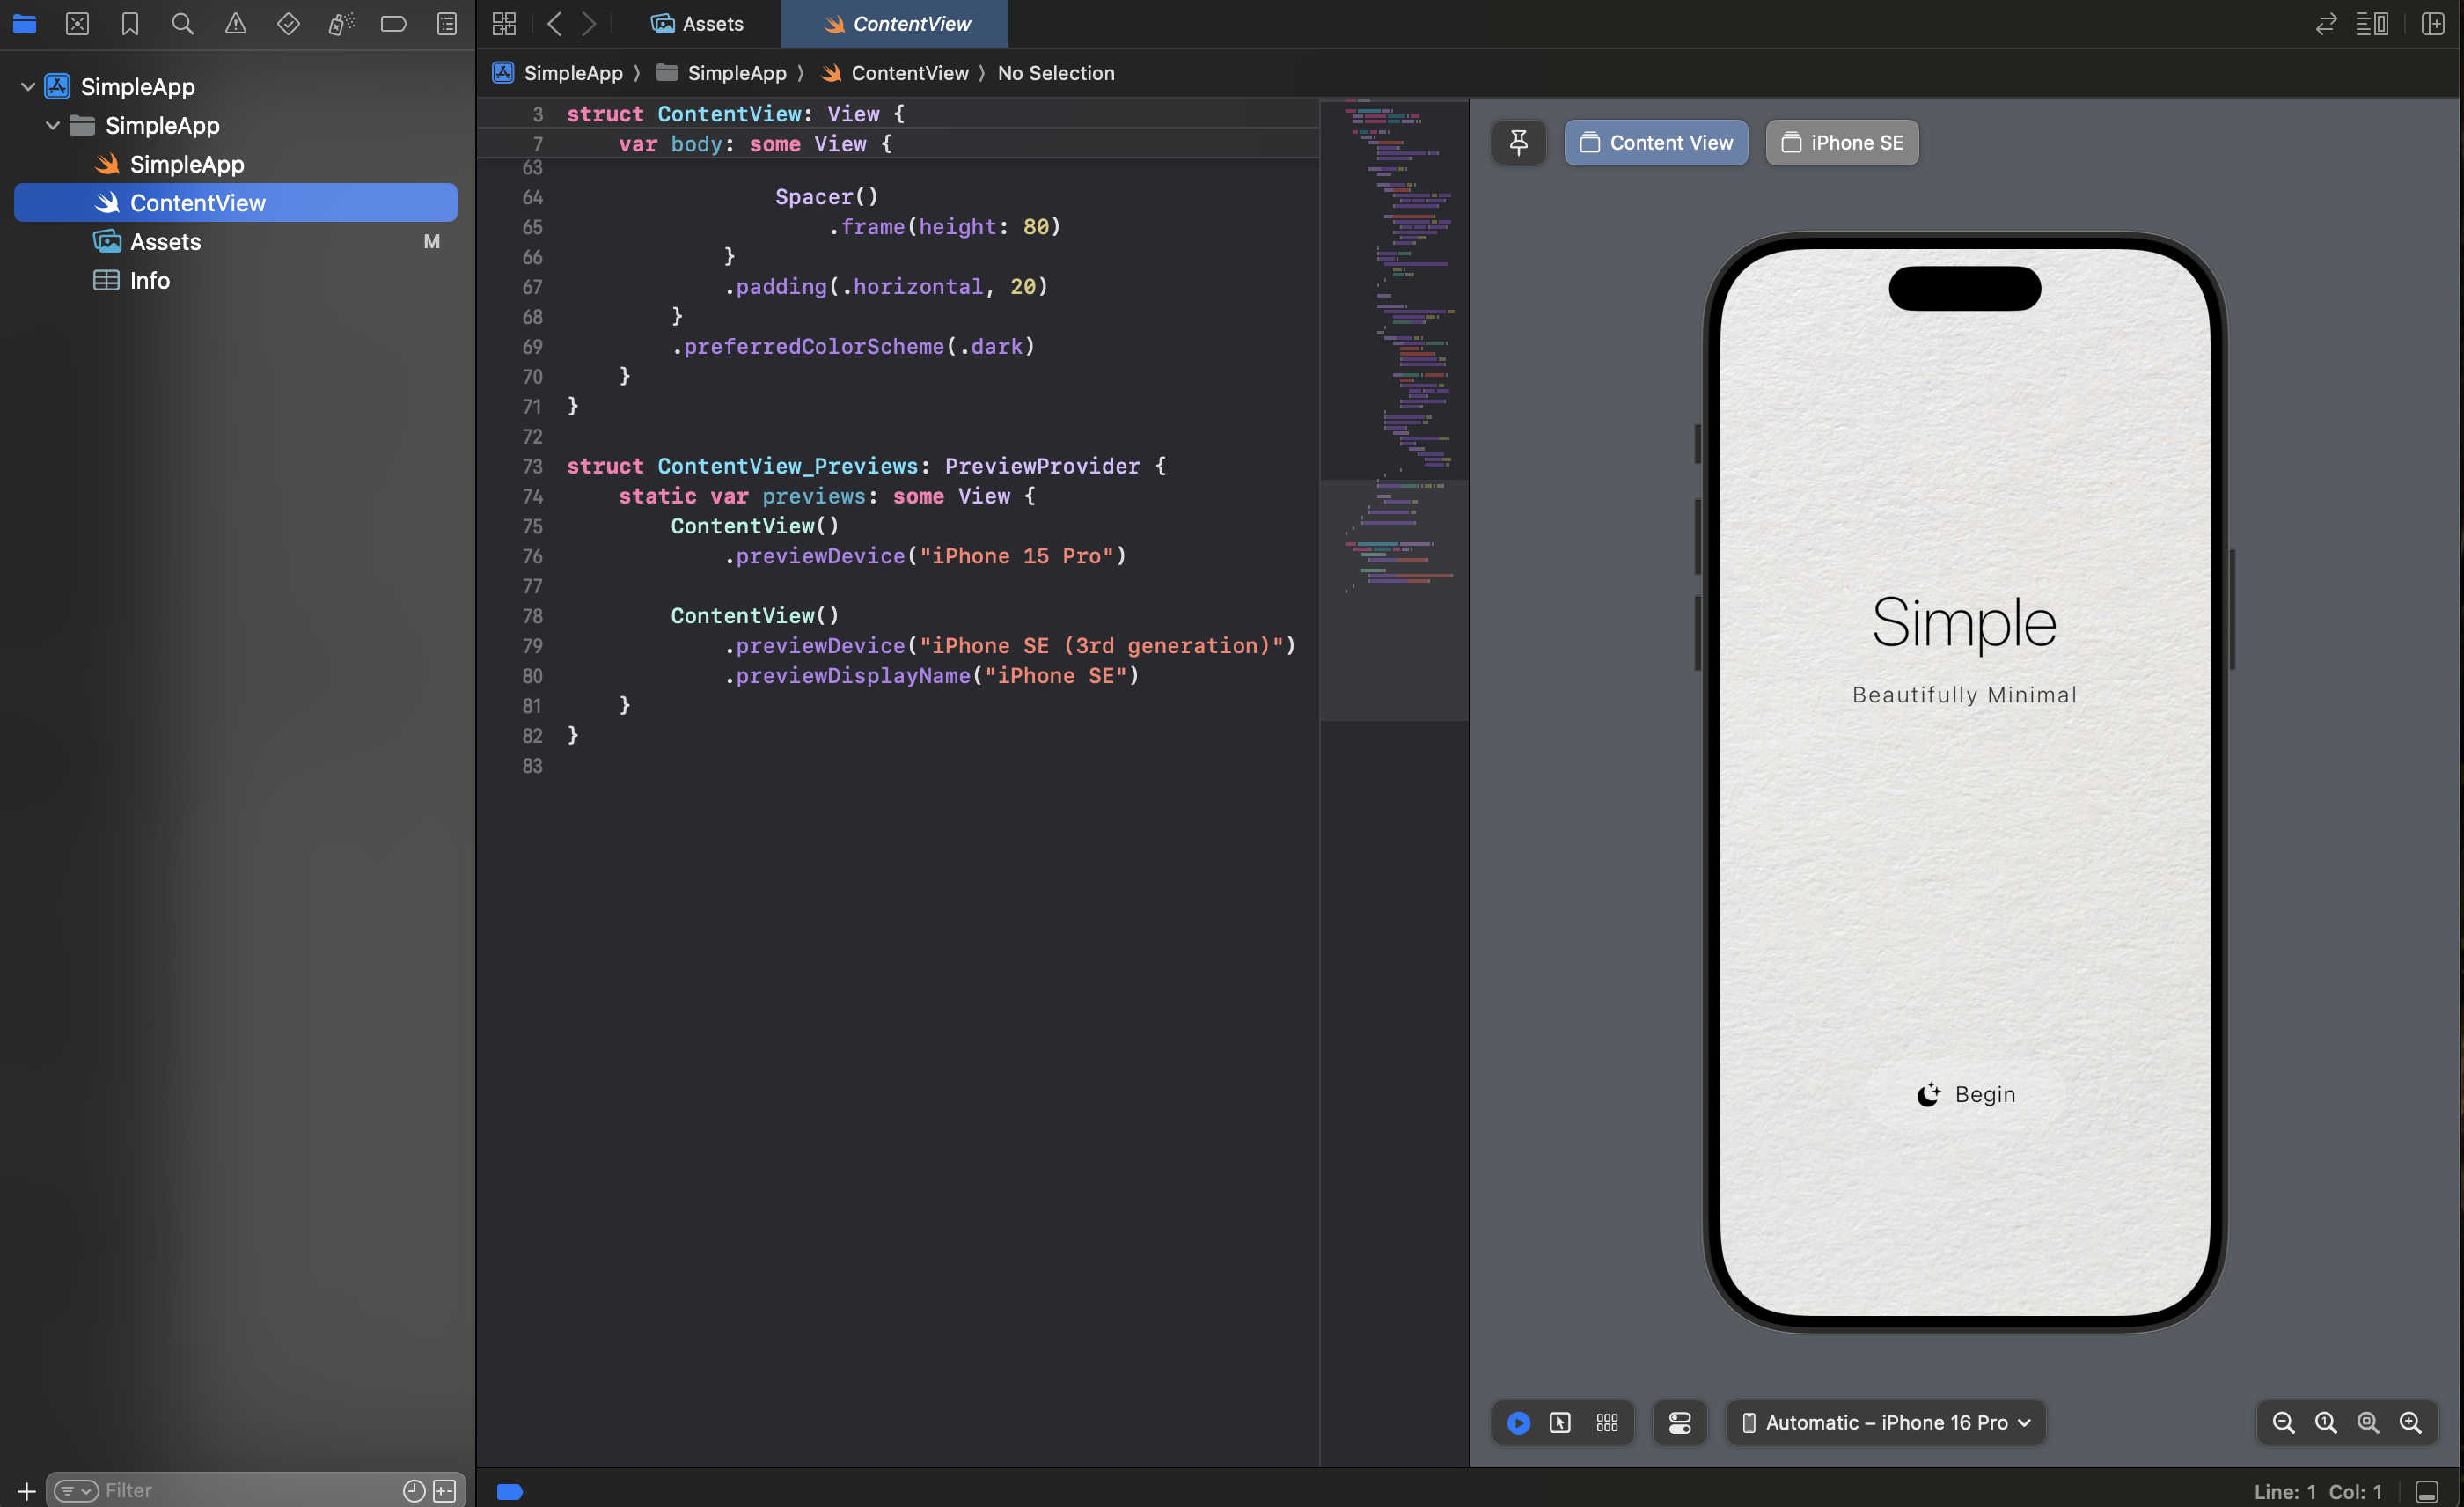 Assets
ContentView
SimpleApp
SimpleApp
SimpleApp
ContentView
Assets M
Info
Filter
SimpleApp 〉 SimpleApp 〉 ContentView 〉 No Selection
3 struct ContentView: View {
7 var body: some View {
63
64 Spacer()
65 .frame(height: 80)
66 }
67 .padding(.horizontal, 20)
68 }
69 .preferredColorScheme(.dark)
70 }
71 }
72
73 struct ContentView_Previews: PreviewProvider {
74 static var previews: some View {
75 ContentView()
76 .previewDevice("iPhone 15 Pro")
77
78 ContentView()
79 .previewDevice("iPhone SE (3rd generation)")
80 .previewDisplayName("iPhone SE")
81 }
82 }
83
Content View
iPhone SE
Simple
Beautifully Minimal
Begin
Automatic – iPhone 16 Pro
Line: 1 Col: 1